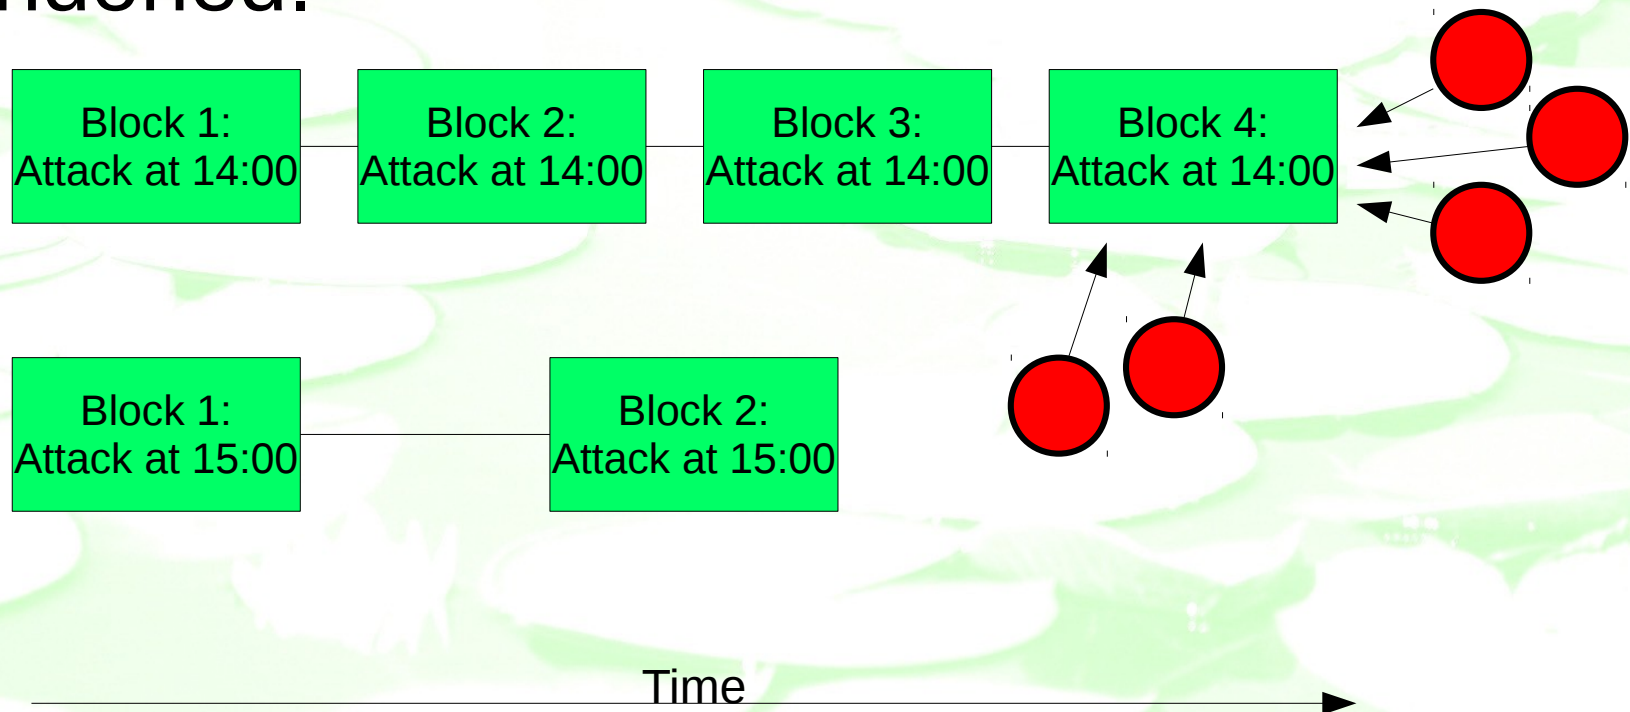 Block 1:
Attack at 14:00
Block 2:
Attack at 14:00
Block 3:
Attack at 14:00
Block 4:
Attack at 14:00
Block 1:
Attack at 15:00
Block 2:
Attack at 15:00
Time